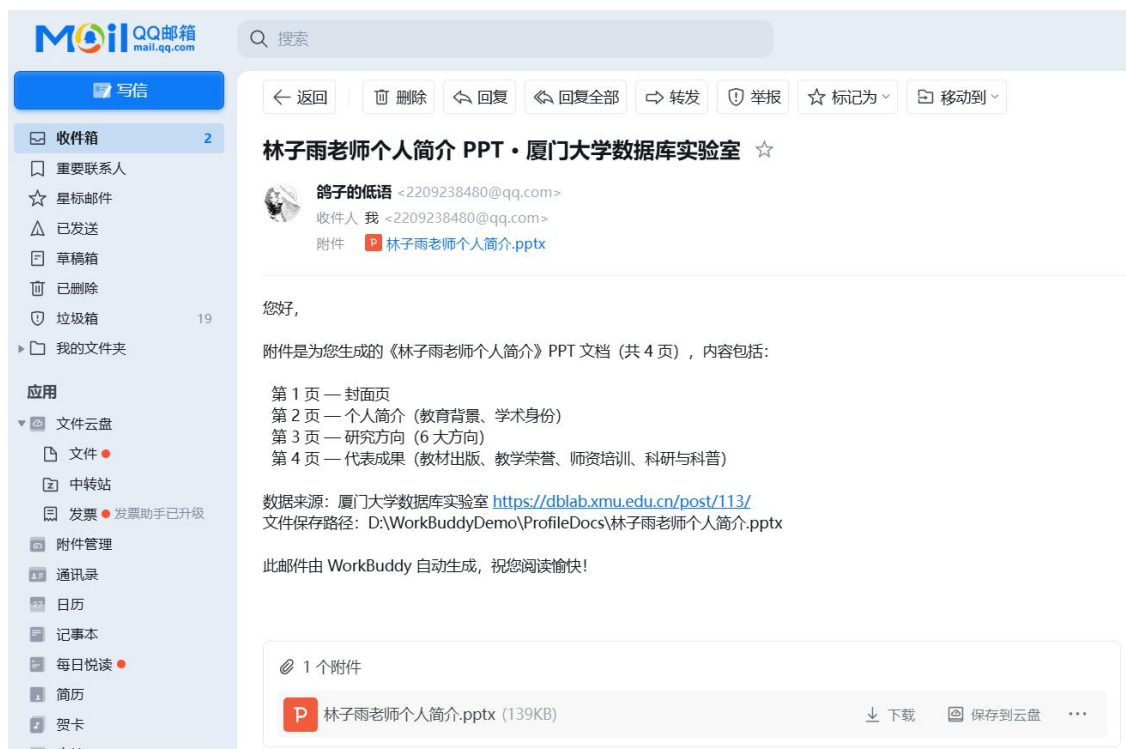 Mail QQ邮箱
mail.qq.com
搜索
写信
返回 删除 回复 回复全部 转发 举报 标记为 移动到
收件箱 2
重要联系人
星标邮件
已发送
草稿箱
已删除
垃圾箱 19
我的文件夹
应用
文件云盘
文件
中转站
发票 发票助手已升级
附件管理
通讯录
日历
记事本
每日悦读
简历
贺卡
林子雨老师个人简介 PPT・厦门大学数据库实验室
鸽子的低语 <2209238480@qq.com>
收件人 我 <2209238480@qq.com>
附件 林子雨老师个人简介.pptx
您好，
附件是为您生成的《林子雨老师个人简介》PPT 文档（共 4 页），内容包括：
第 1 页 — 封面页
第 2 页 — 个人简介（教育背景、学术身份）
第 3 页 — 研究方向（6 大方向）
第 4 页 — 代表成果（教材出版、教学荣誉、师资培训、科研与科普）
数据来源：厦门大学数据库实验室 https://dblab.xmu.edu.cn/post/113/
文件保存路径：D:\WorkBuddyDemo\ProfileDocs\林子雨老师个人简介.pptx
此邮件由 WorkBuddy 自动生成，祝您阅读愉快！
1 个附件
林子雨老师个人简介.pptx (139KB) 下载 保存到云盘 ···